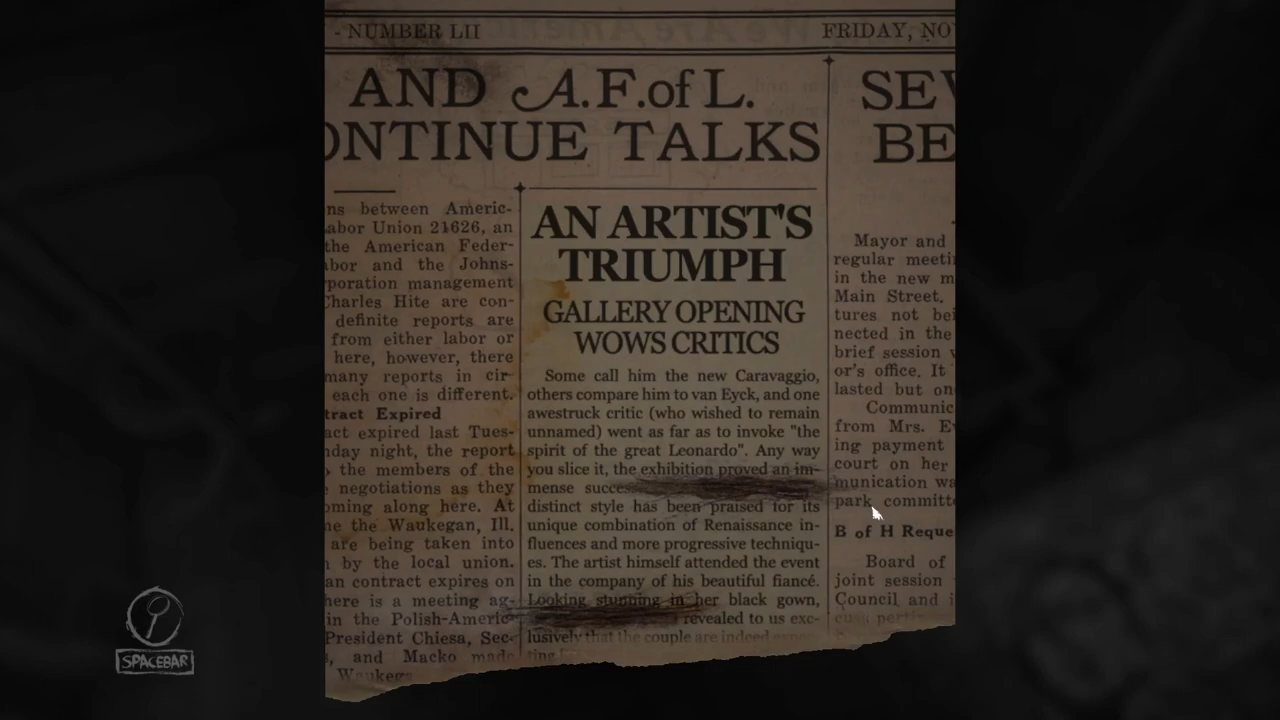 - NUMBER LII
FRIDAY, NO
AND A.F.of L.
ONTINUE TALKS
ns between Americ-
abor Union 21626, an
the American Feder-
bor and the Johns-
poration management
Charles Hite are con-
definite reports are
from either labor or
here, however, there
many reports in cir-
each one is different.
tract Expired
act expired last Tues-
day night, the report
the members of the
negotiations as they
oming along here. At
me the Waukegan, Ill.
are being taken into
by the local union.
an contract expires on
here is a meeting ag-
in the Polish-Americ-
President Chiesa, Sec-
, and Macko made
Waukega
AN ARTIST'S
TRIUMPH
GALLERY OPENING
WOWS CRITICS
Some call him the new Caravaggio,
others compare him to van Eyck, and one
awestruck critic (who wished to remain
unnamed) went as far as to invoke "the
spirit of the great Leonardo". Any way
you slice it, the exhibition proved an im-
mense succes
distinct style has been praised for its
unique combination of Renaissance in-
fluences and more progressive techniqu-
es. The artist himself attended the event
in the company of his beautiful fiancé.
Looking stunning in her black gown,
revealed to us exc-
lusively that the couple are indeed expec-
ting
SEV
BE
Mayor and
regular meetin
in the new m
Main Street.
tures not bei
nected in the
brief session
or's office. It
lasted but on
Communic
from Mrs. Ev
ing payment
court on her
munication wa
park committe
B of H Reque
Board of
joint session
Council and i
SPACEBAR